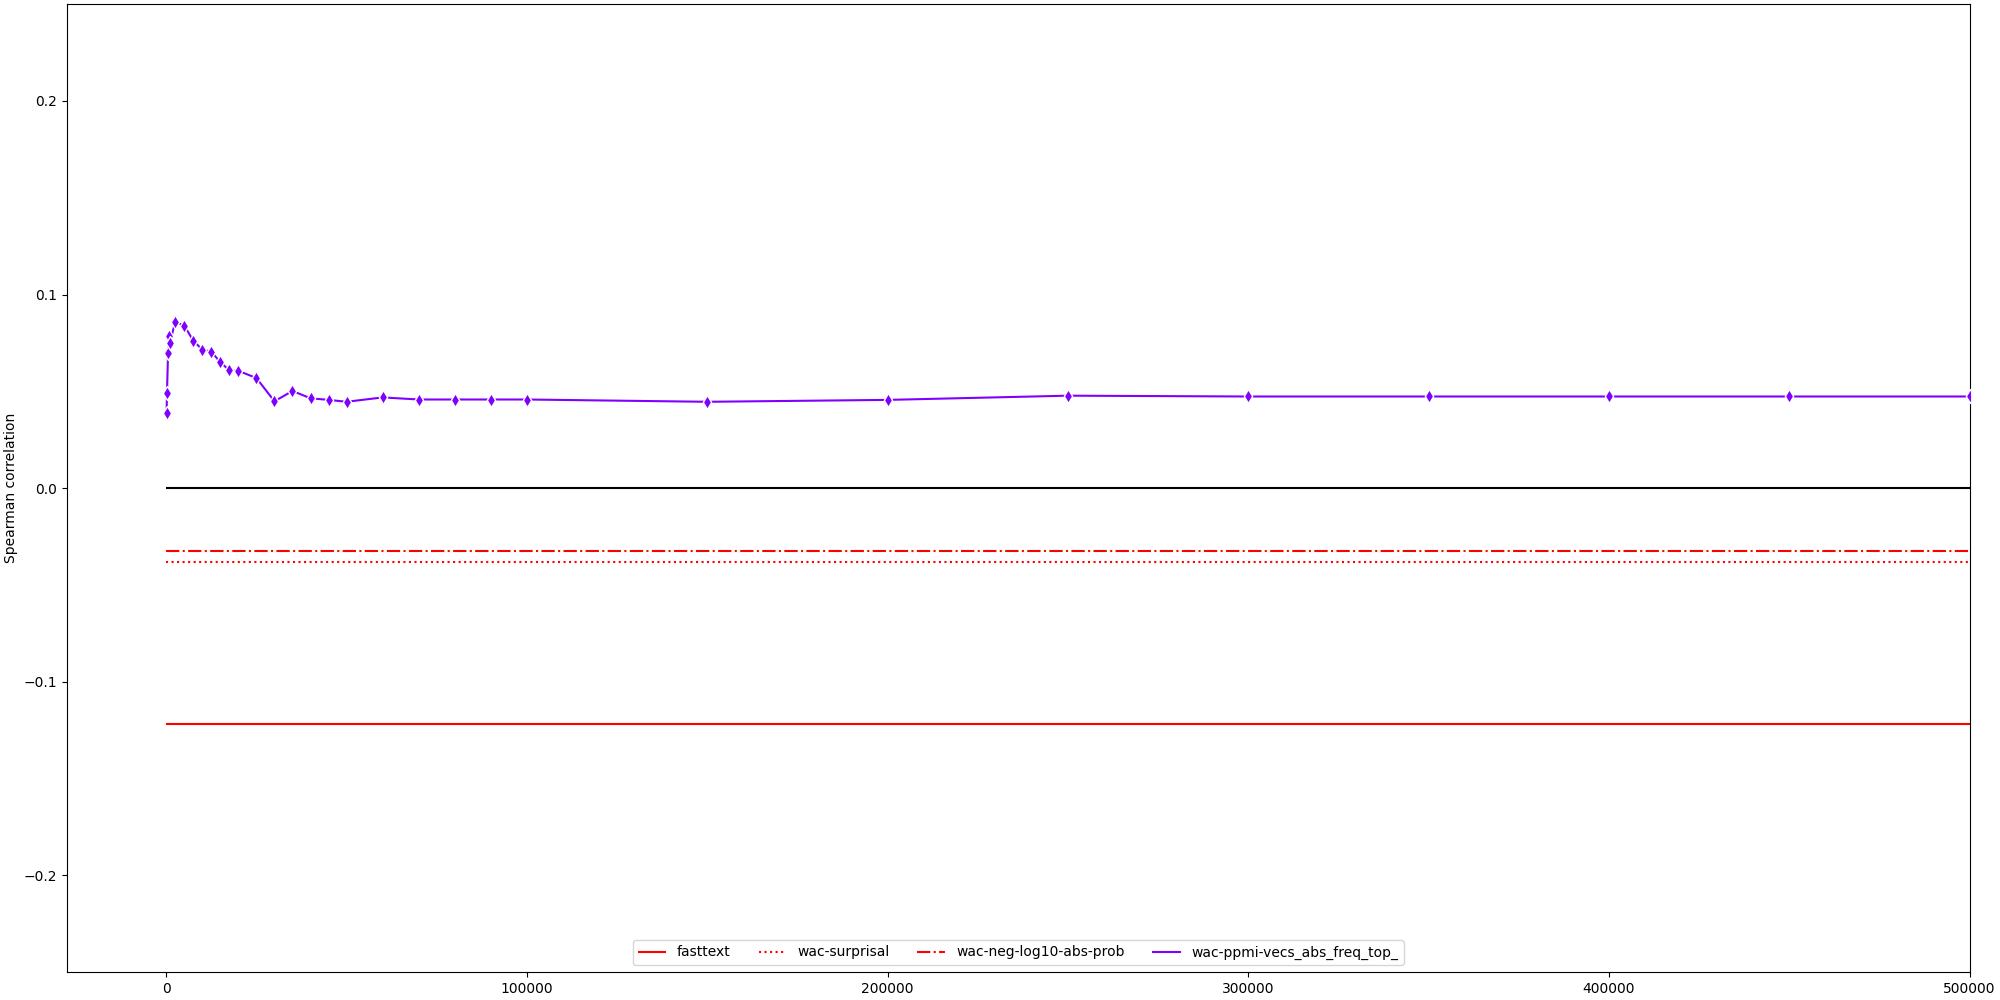 Spearman correlation
0.2
0.1
0.0
−0.1
−0.2
0 100000 200000 300000 400000 500000
fasttext wac-surprisal wac-neg-log10-abs-prob wac-ppmi-vecs_abs_freq_top_